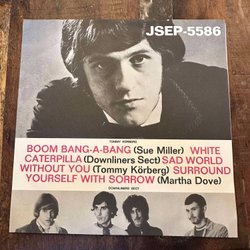 JSEP-5586
TOMMY KÖRBERG
BOOM BANG-A-BANG (Sue Miller) WHITE
CATERPILLA (Downliners Sect) SAD WORLD
WITHOUT YOU (Tommy Körberg) SURROUND
YOURSELF WITH SORROW (Martha Dove)
DOWNLINERS SECT